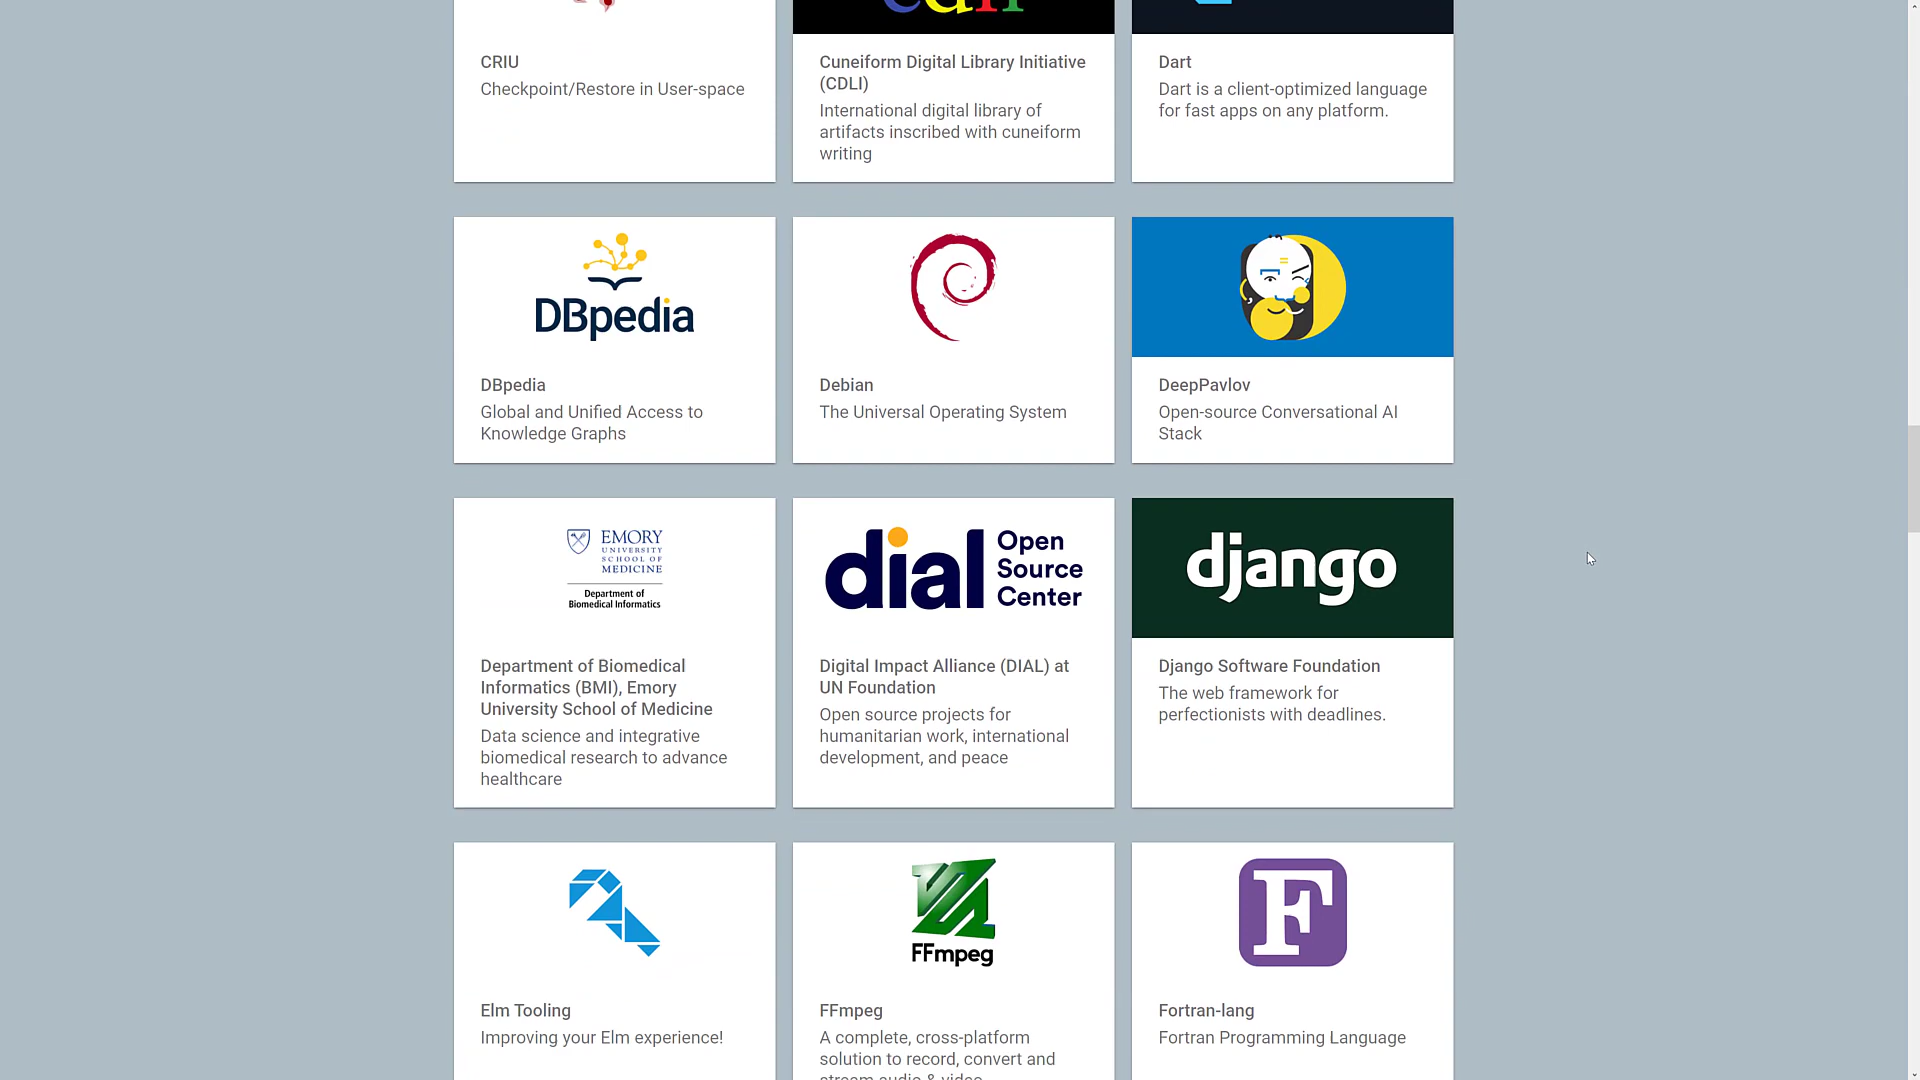 CRIU
Checkpoint/Restore in User-space
Cuneiform Digital Library Initiative
(CDLI)
International digital library of
artifacts inscribed with cuneiform
writing
Dart
Dart is a client-optimized language
for fast apps on any platform.
DBpedia
DBpedia
Global and Unified Access to
Knowledge Graphs
Debian
The Universal Operating System
DeepPavlov
Open-source Conversational AI
Stack
EMORY
UNIVERSITY
SCHOOL OF
MEDICINE
Department of
Biomedical Informatics
Department of Biomedical
Informatics (BMI), Emory
University School of Medicine
Data science and integrative
biomedical research to advance
healthcare
dial
Open
Source
Center
Digital Impact Alliance (DIAL) at
UN Foundation
Open source projects for
humanitarian work, international
development, and peace
django
Django Software Foundation
The web framework for
perfectionists with deadlines.
Elm Tooling
Improving your Elm experience!
FFmpeg
FFmpeg
A complete, cross-platform
solution to record, convert and
stream audio & video
F
Fortran-lang
Fortran Programming Language